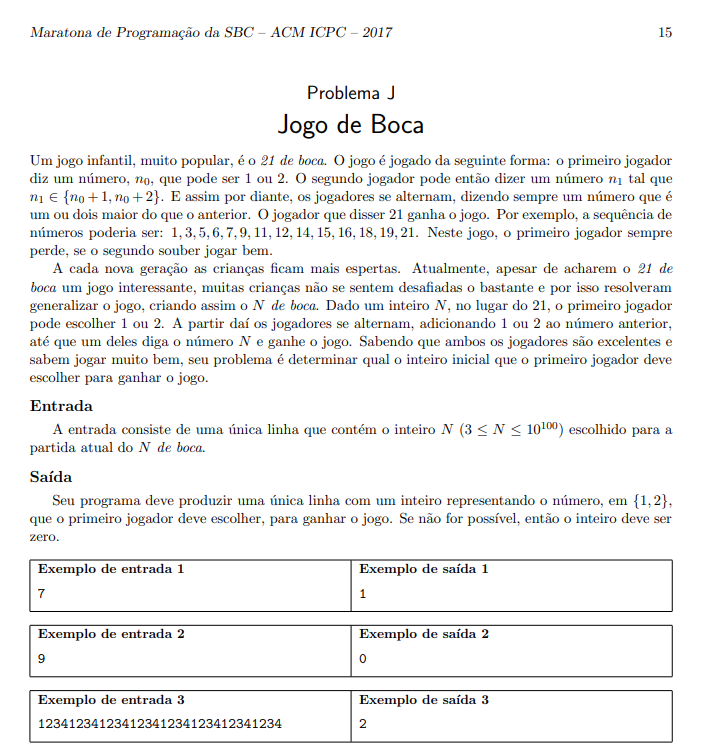 Maratona de Programação da SBC – ACM ICPC – 2017 15
Problema J
Jogo de Boca
Um jogo infantil, muito popular, é o 21 de boca. O jogo é jogado da seguinte forma: o primeiro jogador
diz um número, n₀, que pode ser 1 ou 2. O segundo jogador pode então dizer um número n₁ tal que
n₁ ∈ {n₀ + 1, n₀ + 2}. E assim por diante, os jogadores se alternam, dizendo sempre um número que é
um ou dois maior do que o anterior. O jogador que disser 21 ganha o jogo. Por exemplo, a sequência de
números poderia ser: 1, 3, 5, 6, 7, 9, 11, 12, 14, 15, 16, 18, 19, 21. Neste jogo, o primeiro jogador sempre
perde, se o segundo souber jogar bem.
A cada nova geração as crianças ficam mais espertas. Atualmente, apesar de acharem o 21 de
boca um jogo interessante, muitas crianças não se sentem desafiadas o bastante e por isso resolveram
generalizar o jogo, criando assim o N de boca. Dado um inteiro N, no lugar do 21, o primeiro jogador
pode escolher 1 ou 2. A partir daí os jogadores se alternam, adicionando 1 ou 2 ao número anterior,
até que um deles diga o número N e ganhe o jogo. Sabendo que ambos os jogadores são excelentes e
sabem jogar muito bem, seu problema é determinar qual o inteiro inicial que o primeiro jogador deve
escolher para ganhar o jogo.
Entrada
A entrada consiste de uma única linha que contém o inteiro N (3 ≤ N ≤ 10¹⁰⁰) escolhido para a
partida atual do N de boca.
Saída
Seu programa deve produzir uma única linha com um inteiro representando o número, em {1, 2},
que o primeiro jogador deve escolher, para ganhar o jogo. Se não for possível, então o inteiro deve ser
zero.
Exemplo de entrada 1 Exemplo de saída 1
7 1
Exemplo de entrada 2 Exemplo de saída 2
9 0
Exemplo de entrada 3 Exemplo de saída 3
12341234123412341234123412341234 2